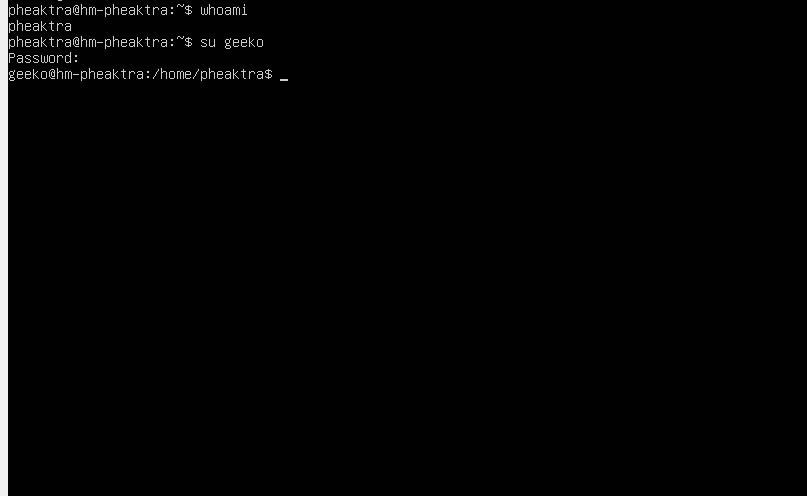 pheaktra@hm-pheaktra:~$ whoami
pheaktra
pheaktra@hm-pheaktra:~$ su geeko
Password:
geeko@hm-pheaktra:/home/pheaktra$ _